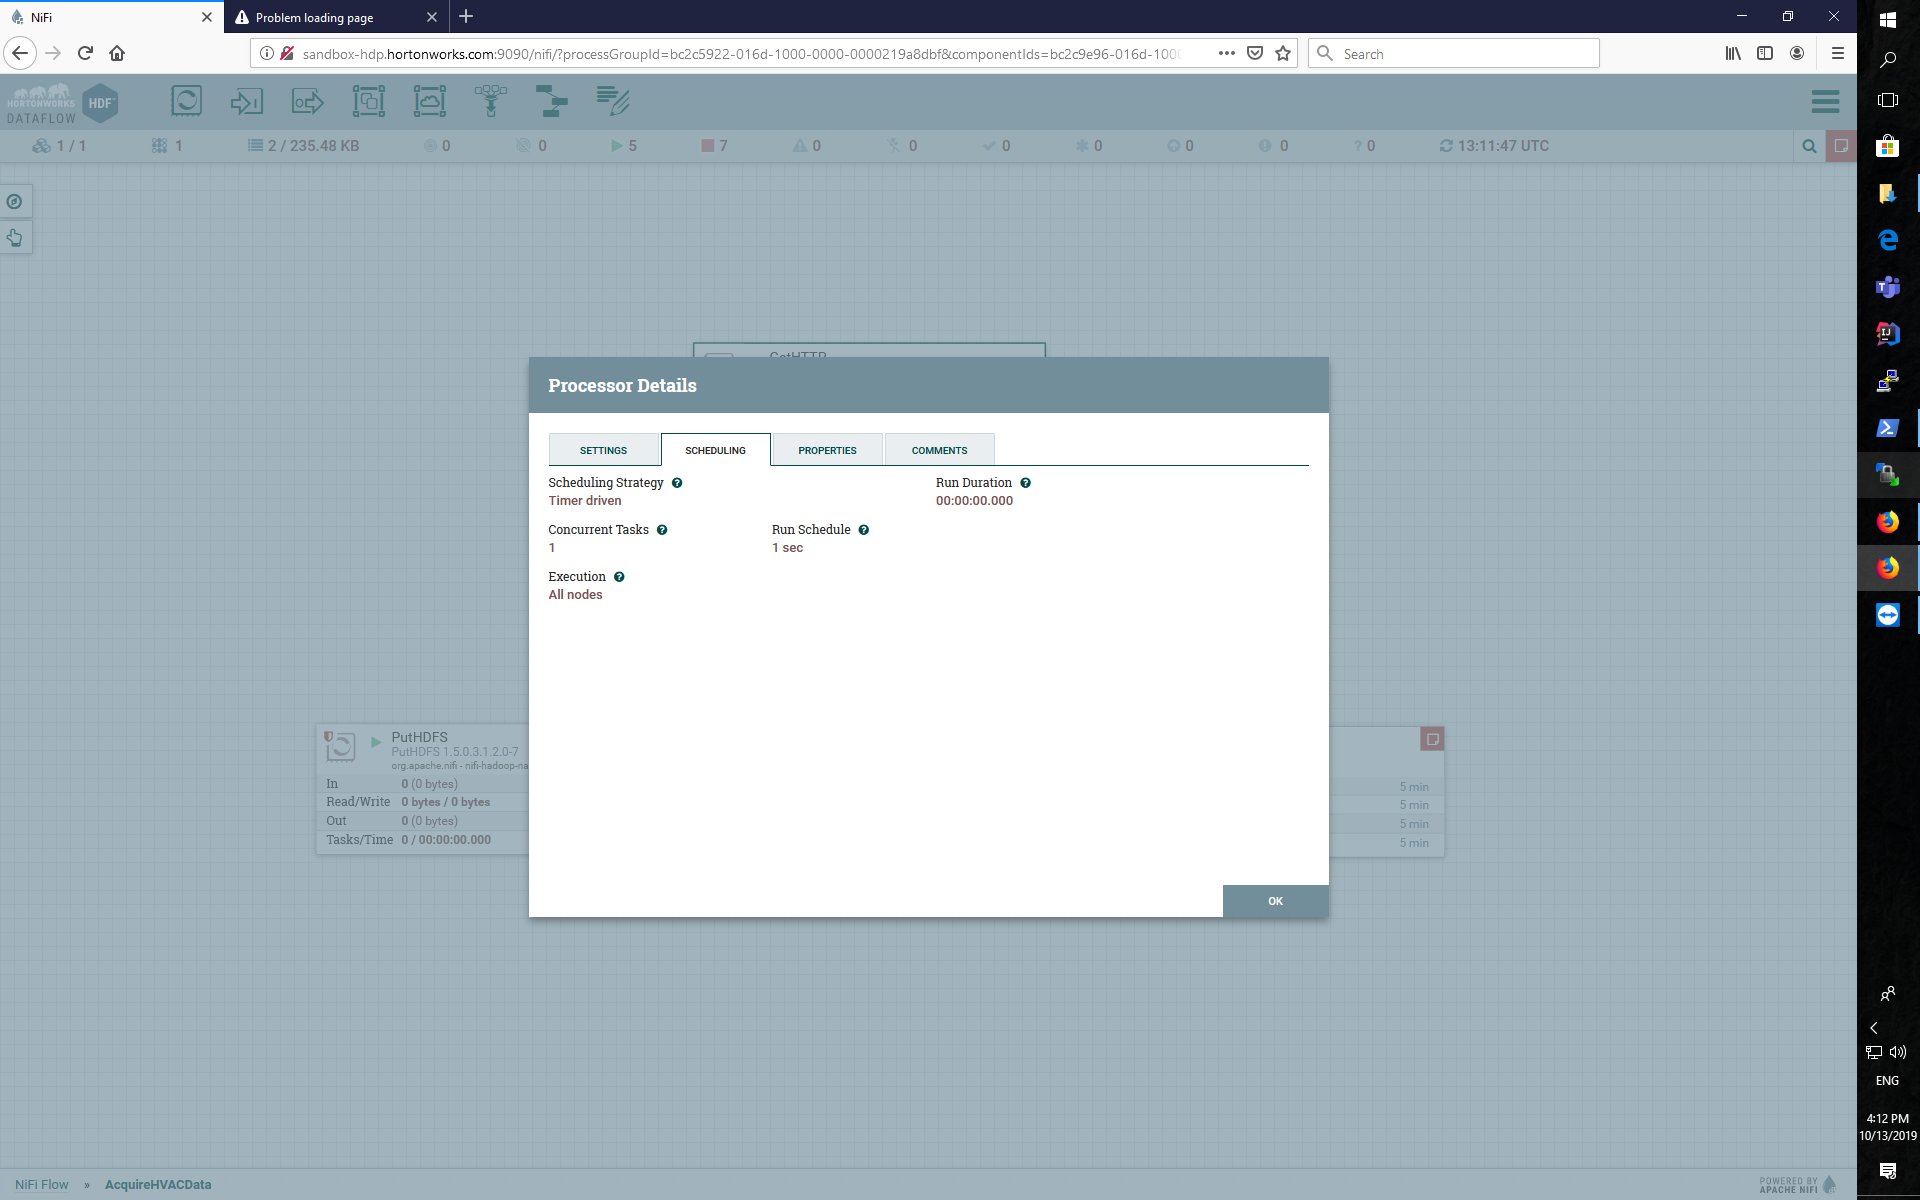 NiFi
Problem loading page
sandbox-hdp.hortonworks.com:9090/nifi/?processGroupId=bc2c5922-016d-1000-0000-0000219a8dbf&componentIds=bc2c9e96-016d-100
Search
HORTONWORKS
DATAFLOW
HDF
1 / 1
1
2 / 235.48 KB
0
0
5
7
0
0
0
0
0
0
? 0
13:11:47 UTC
GetHTTP
Processor Details
SETTINGS
SCHEDULING
PROPERTIES
COMMENTS
Scheduling Strategy
Timer driven
Run Duration
00:00:00.000
Concurrent Tasks
1
Run Schedule
1 sec
Execution
All nodes
OK
PutHDFS
PutHDFS 1.5.0.3.1.2.0-7
org.apache.nifi - nifi-hadoop-na
In 0 (0 bytes)
Read/Write 0 bytes / 0 bytes
Out 0 (0 bytes)
Tasks/Time 0 / 00:00:00.000
5 min
5 min
5 min
5 min
NiFi Flow » AcquireHVACData
POWERED BY
APACHE NIFI
ENG
4:12 PM
10/13/2019